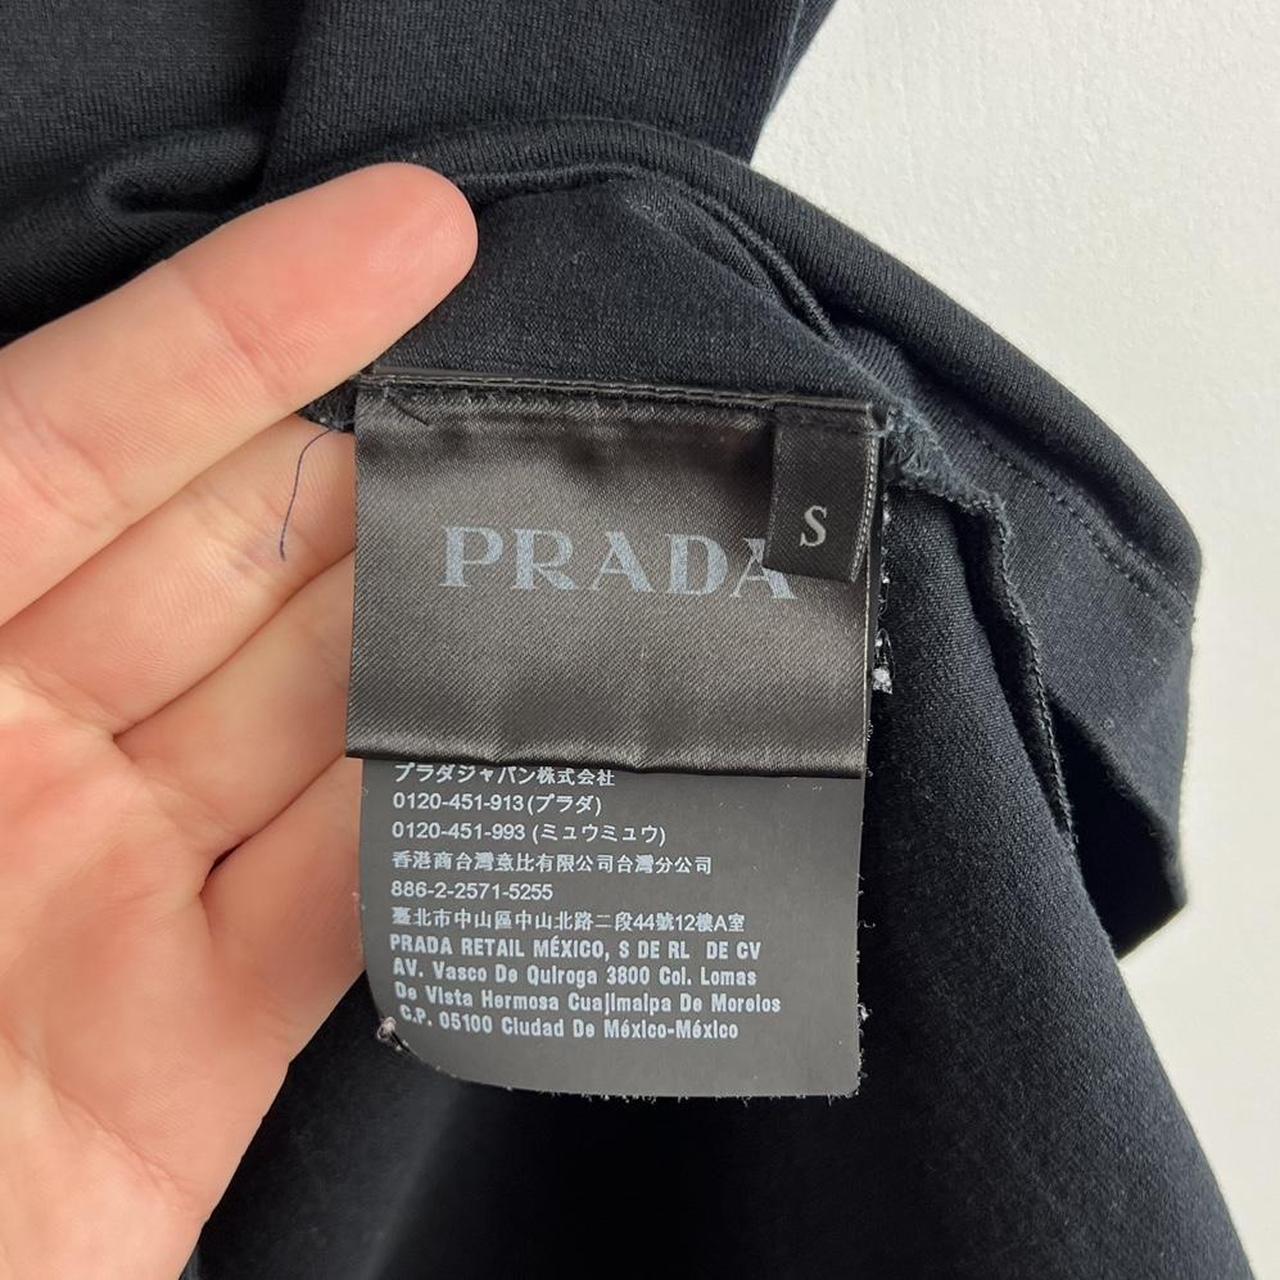 PRADA
S
プラダジャパン株式会社
0120-451-913(プラダ)
0120-451-993 (ミュウミュウ)
香港商台灣意比有限公司台灣分公司
886-2-2571-5255
臺北市中山區中山北路二段44號12樓A室
PRADA RETAIL MÉXICO, S DE RL DE CV
AV. Vasco De Quiroga 3800 Col. Lomas
De Vista Hermosa Cuajimalpa De Morelos
C.P. 05100 Ciudad De México-México